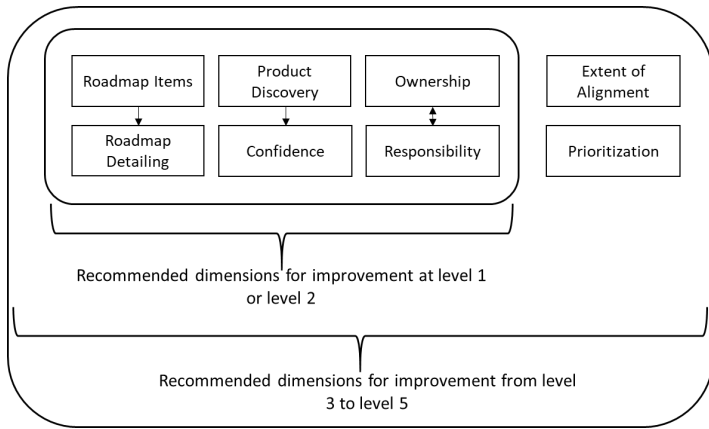 Roadmap Items
Product
Discovery
Ownership
Extent of
Alignment
Roadmap
Detailing
Confidence
Responsibility
Prioritization
Recommended dimensions for improvement at level 1
or level 2
Recommended dimensions for improvement from level
3 to level 5